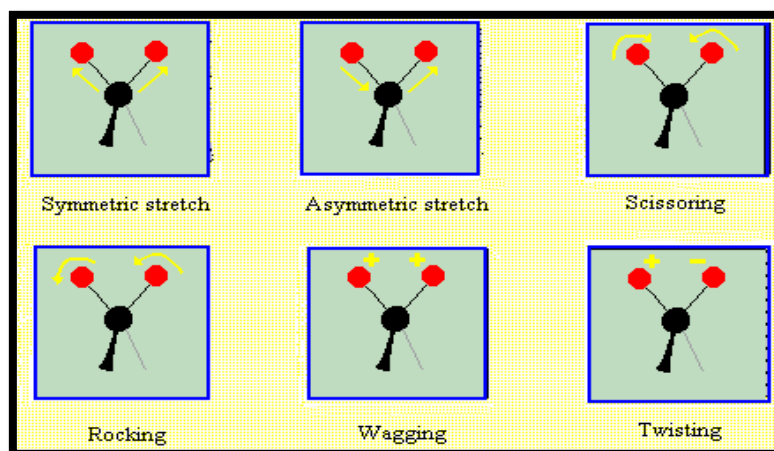 Symmetric stretch
Asymmetric stretch
Scissoring
+ +
+ −
Rocking
Wagging
Twisting